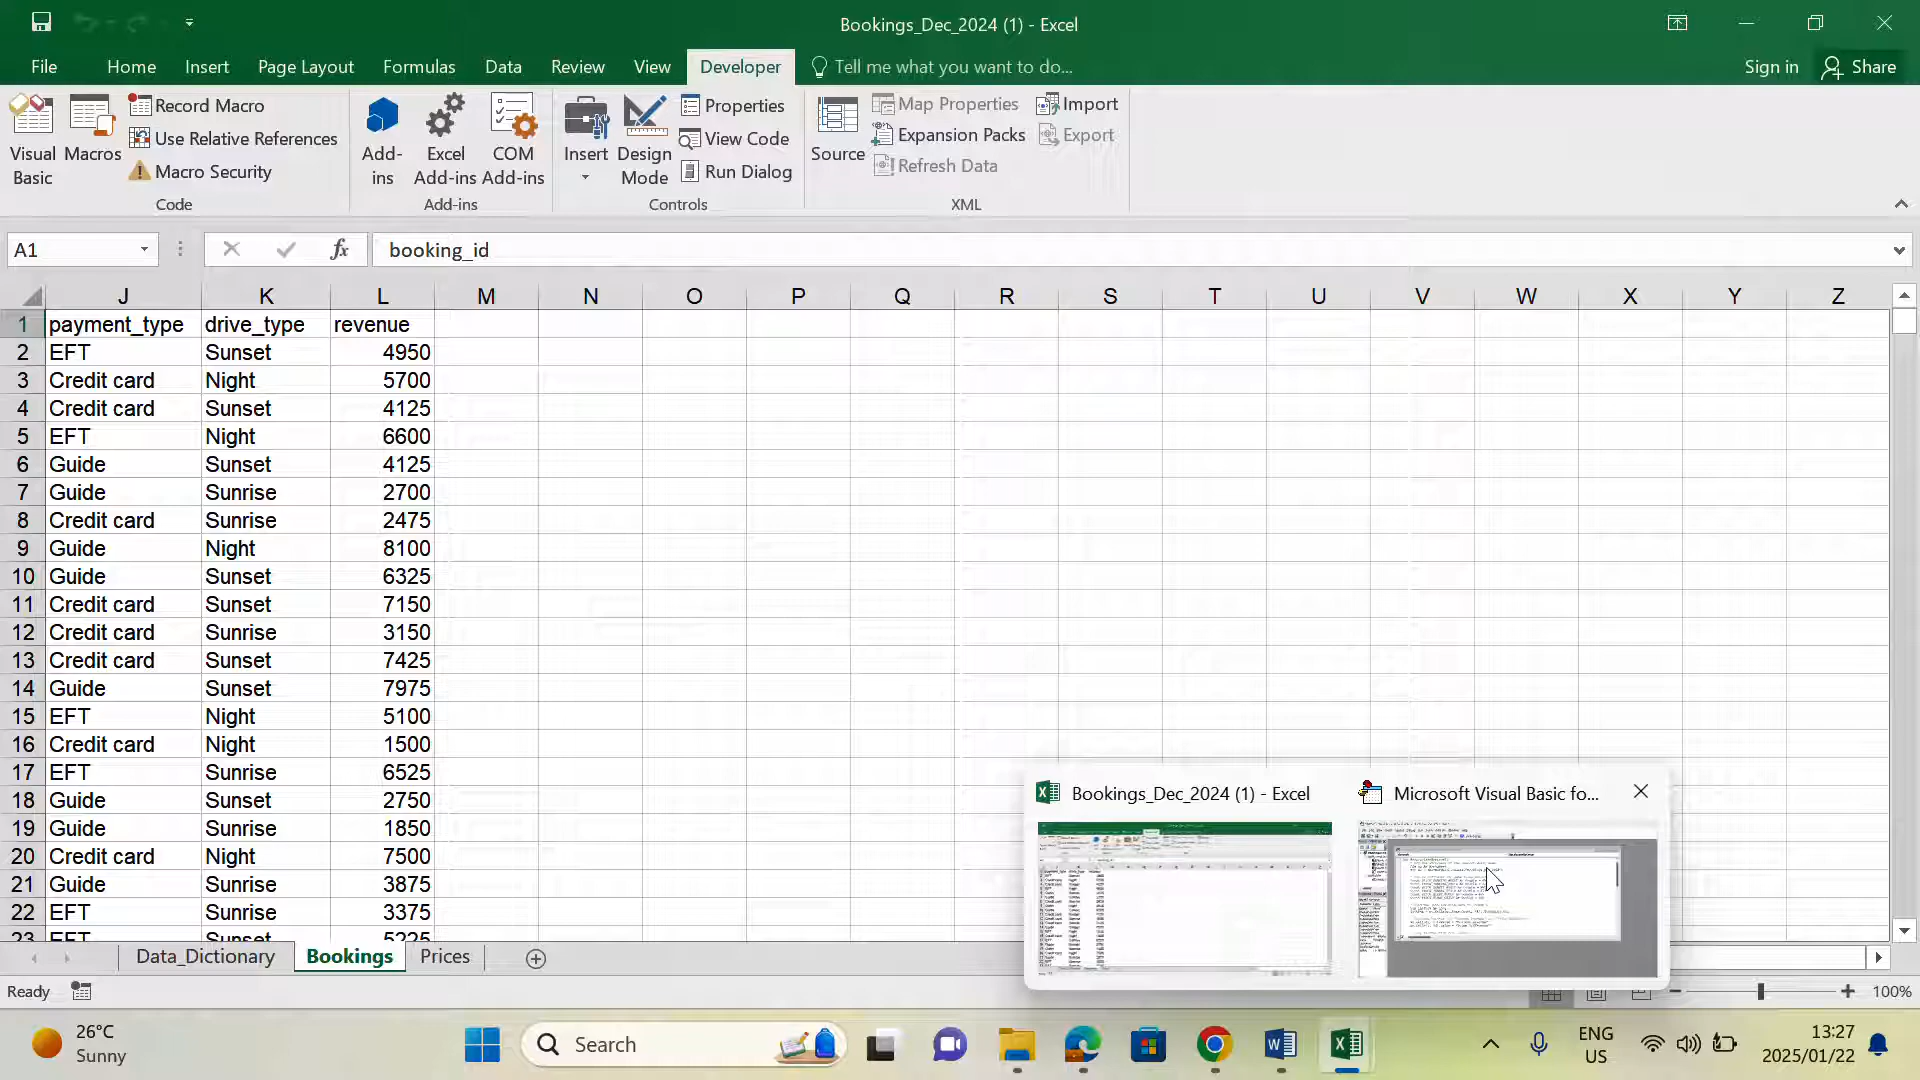 Bookings_Dec_2024 (1) - Excel
File Home Insert Page Layout Formulas Data Review View Developer Tell me what you want to do... Sign in Share
Visual Basic
Macros
Record Macro
Use Relative References
Macro Security
Code
Add-ins
Excel Add-ins
COM Add-ins
Add-ins
Insert
Design Mode
Properties
View Code
Run Dialog
Controls
Source
Map Properties
Expansion Packs
Refresh Data
Import
Export
XML
A1 fx booking_id
J K L M N O P Q R S T U V W X Y Z
1 payment_type drive_type revenue
2 EFT Sunset 4950
3 Credit card Night 5700
4 Credit card Sunset 4125
5 EFT Night 6600
6 Guide Sunset 4125
7 Guide Sunrise 2700
8 Credit card Sunrise 2475
9 Guide Night 8100
10 Guide Sunset 6325
11 Credit card Sunset 7150
12 Credit card Sunrise 3150
13 Credit card Sunset 7425
14 Guide Sunset 7975
15 EFT Night 5100
16 Credit card Night 1500
17 EFT Sunrise 6525
18 Guide Sunset 2750
19 Guide Sunrise 1850
20 Credit card Night 7500
21 Guide Sunrise 3875
22 EFT Sunrise 3375
23 EFT Sunset 5225
Bookings_Dec_2024 (1) - Excel
Microsoft Visual Basic fo...
Data_Dictionary Bookings Prices
Ready 100%
26°C
Sunny
Search
ENG
US
13:27
2025/01/22